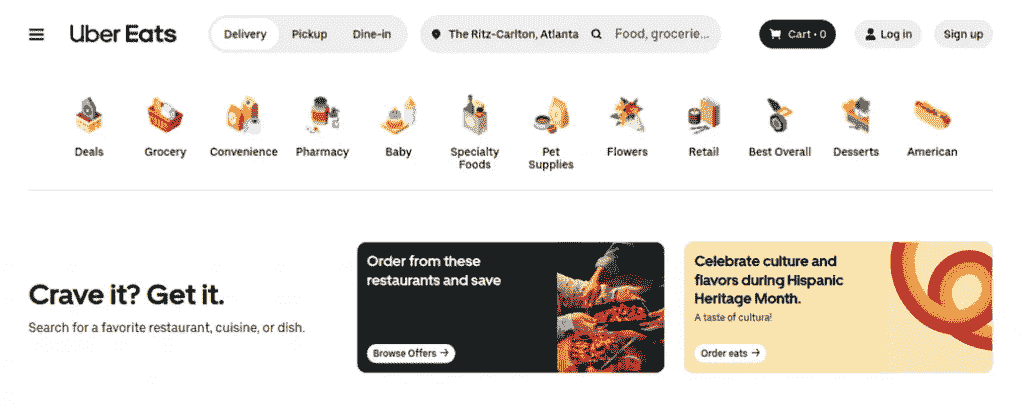 Uber Eats
Delivery
Pickup
Dine-in
The Ritz-Carlton, Atlanta
Food, grocerie...
Cart • 0
Log in
Sign up
Deals
Grocery
Convenience
Pharmacy
Baby
Specialty
Foods
Pet
Supplies
Flowers
Retail
Best Overall
Desserts
American
Crave it? Get it.
Search for a favorite restaurant, cuisine, or dish.
Order from these
restaurants and save
Browse Offers →
Celebrate culture and
flavors during Hispanic
Heritage Month.
A taste of cultura!
Order eats →